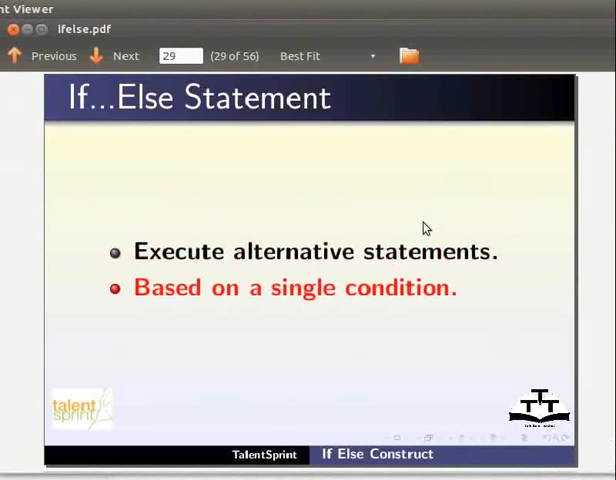 nt Viewer
ifelse.pdf
Previous Next 29 (29 of 56) Best Fit
If...Else Statement
Execute alternative statements.
Based on a single condition.
talent
sprint
TTT
TalentSprint If Else Construct